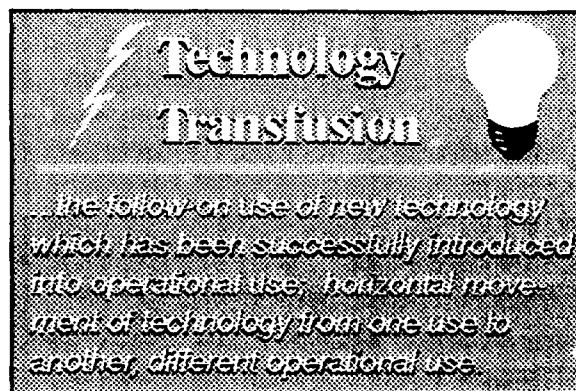 Technology
Transfusion
...the follow-on use of new technology
which has been successfully introduced
into operational use; horizontal move-
ment of technology from one use to
another, different operational use.